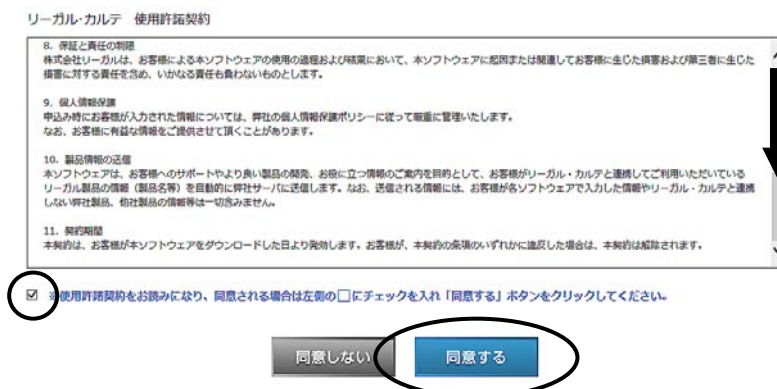 リーガル・カルテ 使用許諾契約
8. 保証と責任の制限
株式会社リーガルは、お客様による本ソフトウェアの使用の過程および結果において、本ソフトウェアに起因または関連してお客様に生じた損害および第三者に生じた
損害に対する責任を含め、いかなる責任も負わないものとします。
9. 個人情報保護
申込み時にお客様が入力された情報については、弊社の個人情報保護ポリシーに従って厳重に管理いたします。
なお、お客様に有益な情報をご提供させて頂くことがあります。
10. 製品情報の送信
本ソフトウェアは、お客様へのサポートやより良い製品の開発、お役に立つ情報のご案内を目的として、お客様がリーガル・カルテと連携してご利用いただいている
リーガル製品の情報（製品名等）を自動的に弊社サーバに送信します。なお、送信される情報には、お客様が各ソフトウェアで入力した情報やリーガル・カルテと連携
しない弊社製品、他社製品の情報等は一切含みません。
11. 契約期間
本契約は、お客様が本ソフトウェアをダウンロードした日より発効します。お客様が、本契約の条項のいずれかに違反した場合は、本契約は解除されます。
※使用許諾契約をお読みになり、同意される場合は左側の□にチェックを入れ「同意する」ボタンをクリックしてください。
同意しない 同意する